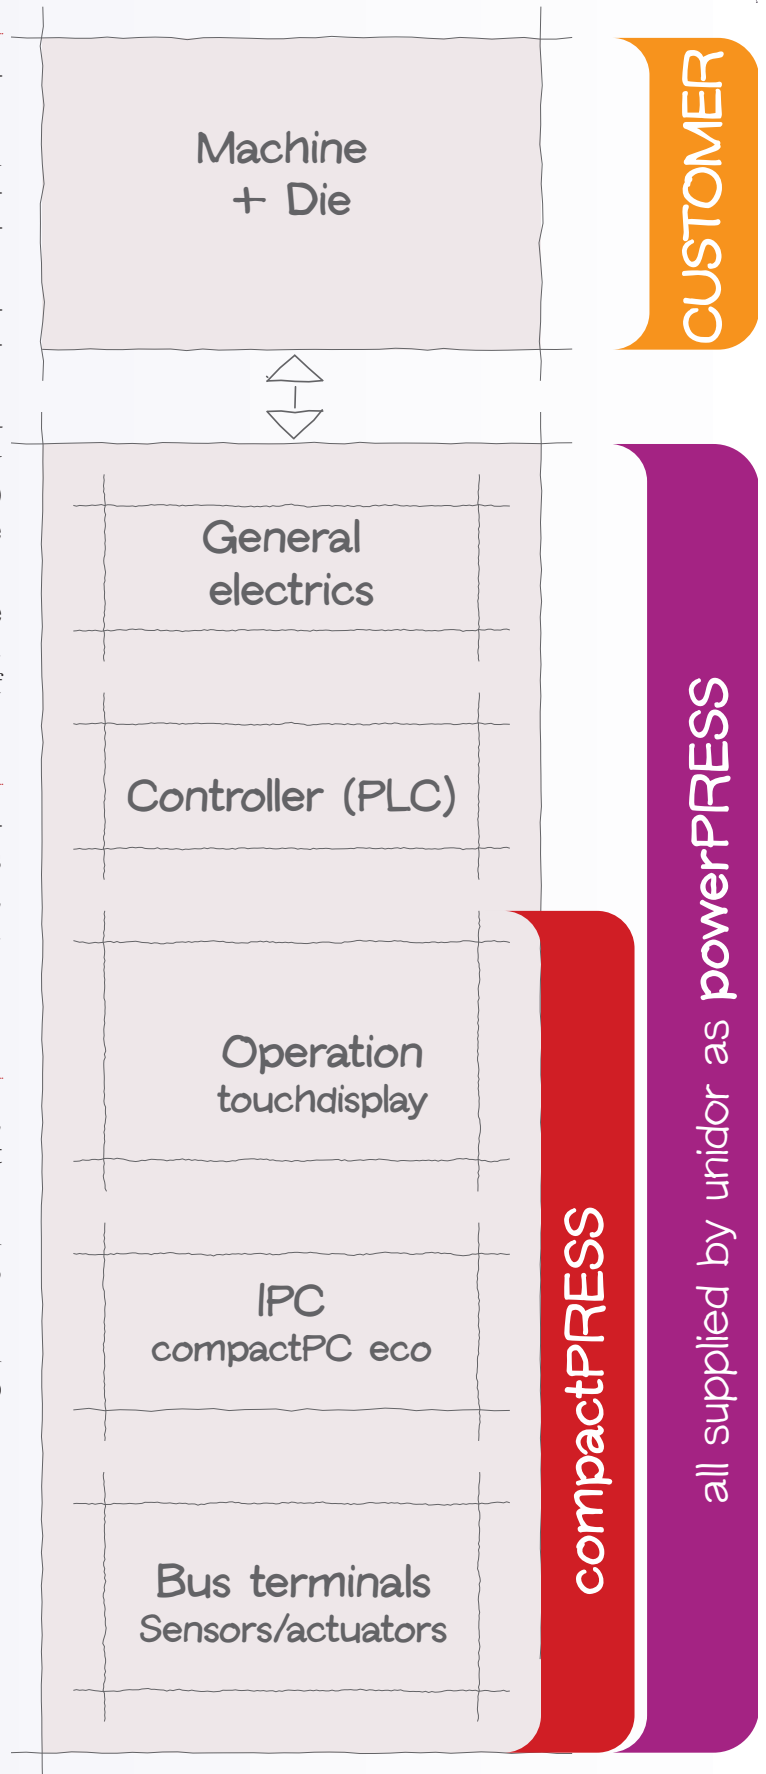 Machine
+ Die
CUSTOMER
General
electrics
Controller (PLC)
Operation
touchdisplay
IPC
compactPC eco
Bus terminals
Sensors/actuators
compactPRESS
all supplied by unidor as powerPRESS